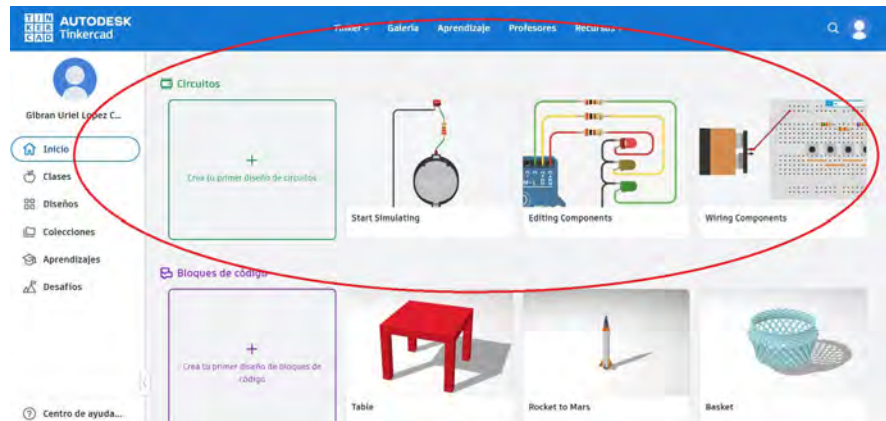 TIN
KER
CAD
AUTODESK
Tinkercad
Tinker
Galería
Aprendizaje
Profesores
Recursos
Gibran Uriel Lopez C...
Inicio
Clases
Diseños
Colecciones
Aprendizajes
Desafíos
Centro de ayuda...
Circuitos
Crea tu primer diseño de circuitos
Start Simulating
Editing Components
Wiring Components
Bloques de código
Crea tu primer diseño de bloques de
código
Table
Rocket to Mars
Basket